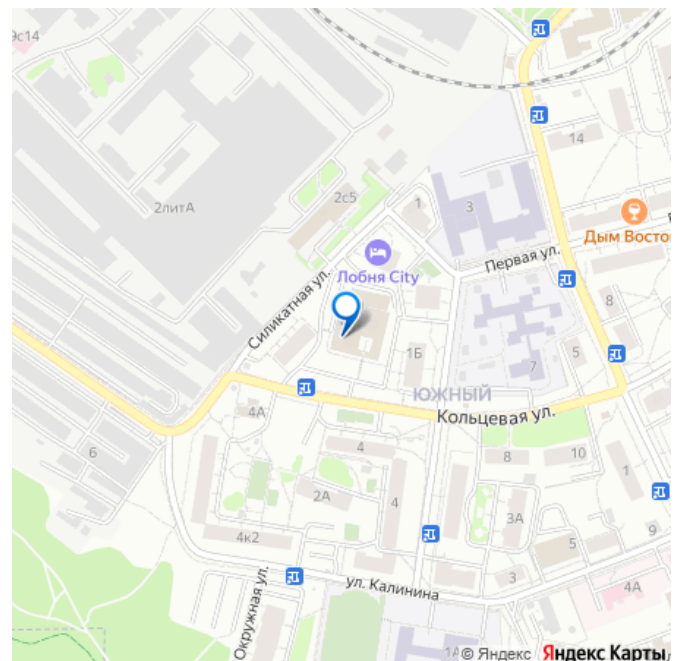 9с14
14
2литА
2с5
1
3
Дым Восто
Первая ул.
Лобня City
Силикатная ул.
8
1Б
5
7
ЮЖНЫЙ
Кольцевая ул.
4А
6
4
8
10
1
2А
4
3А
4к2
9
5
3
ул. Калинина
4А
Окружная ул.
1А
© Яндекс Яндекс Карты